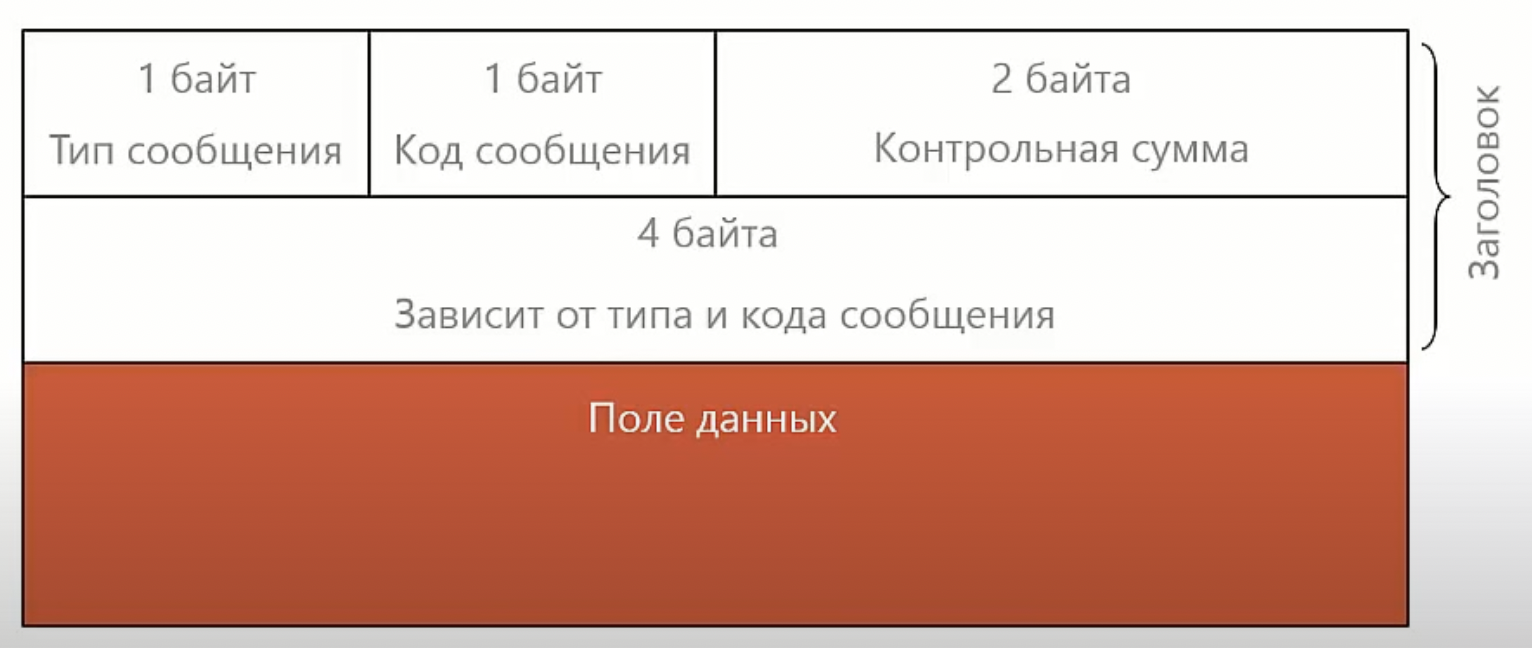 1 байт
Тип сообщения
1 байт
Код сообщения
2 байта
Контрольная сумма
4 байта
Зависит от типа и кода сообщения
Поле данных
Заголовок